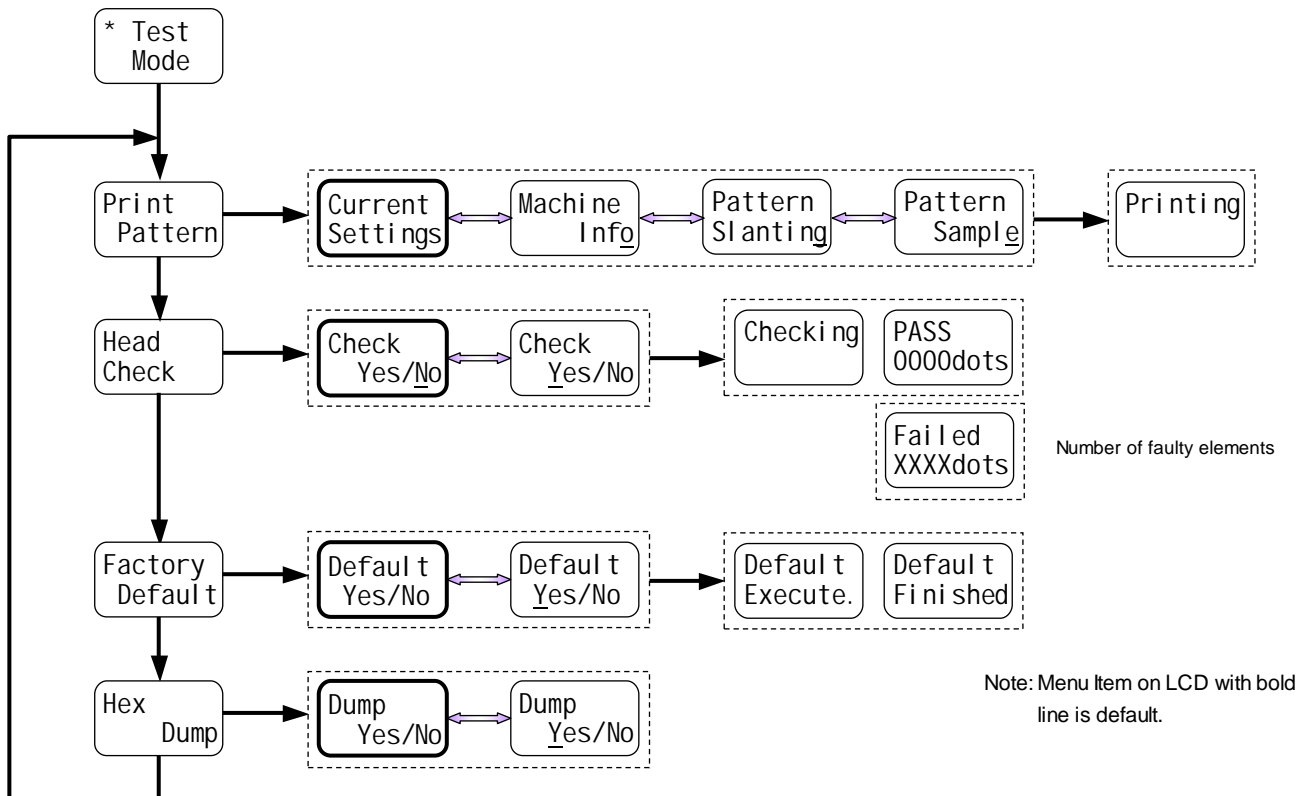 * Test
Mode
Print
Pattern
Current
Settings
Machine
Info
Pattern
Slanting
Pattern
Sample
Printing
Head
Check
Check
Yes/No
Check
Yes/No
Checking
PASS
0000dots
Failed
XXXXdots
Number of faulty elements
Factory
Default
Default
Yes/No
Default
Yes/No
Default
Execute.
Default
Finished
Hex
Dump
Dump
Yes/No
Dump
Yes/No
Note: Menu Item on LCD with bold
line is default.